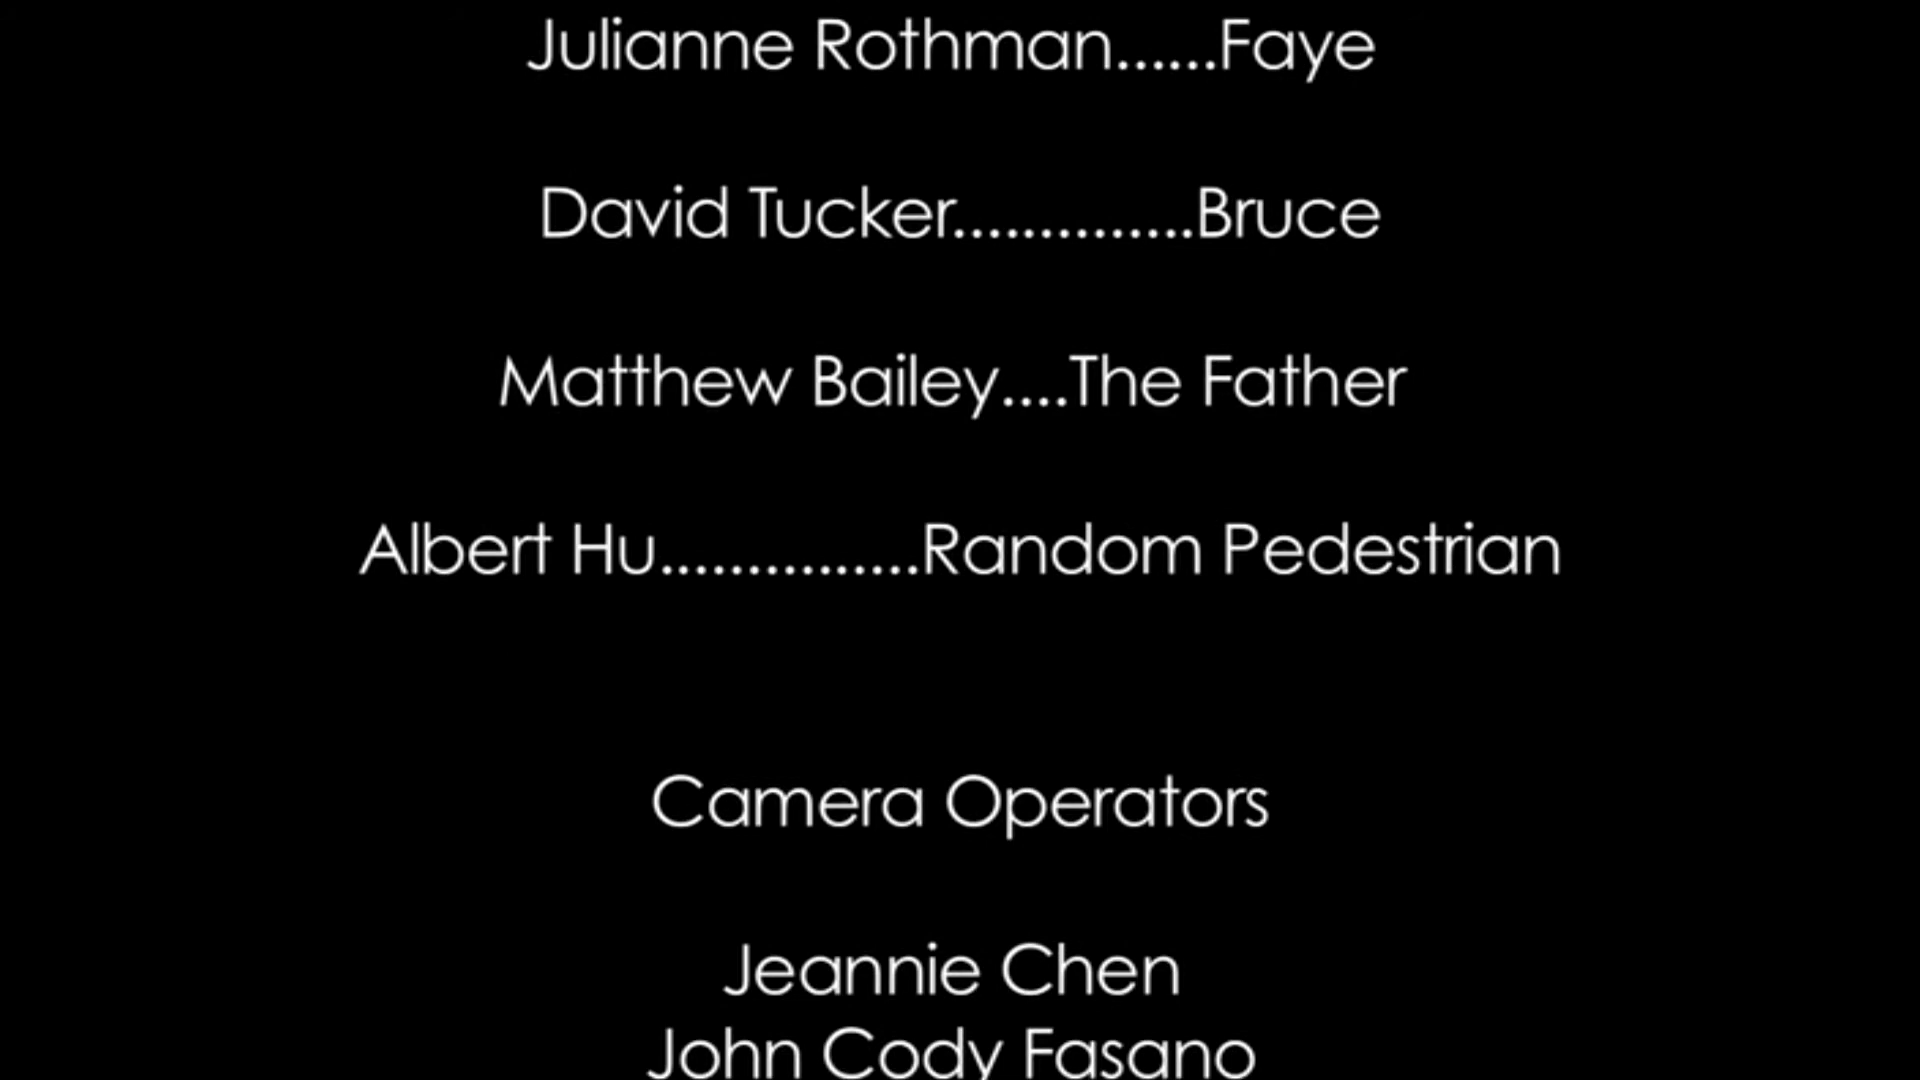 Julianne Rothman......Faye
David Tucker..............Bruce
Matthew Bailey....The Father
Albert Hu...............Random Pedestrian
Camera Operators
Jeannie Chen
John Cody Fasano